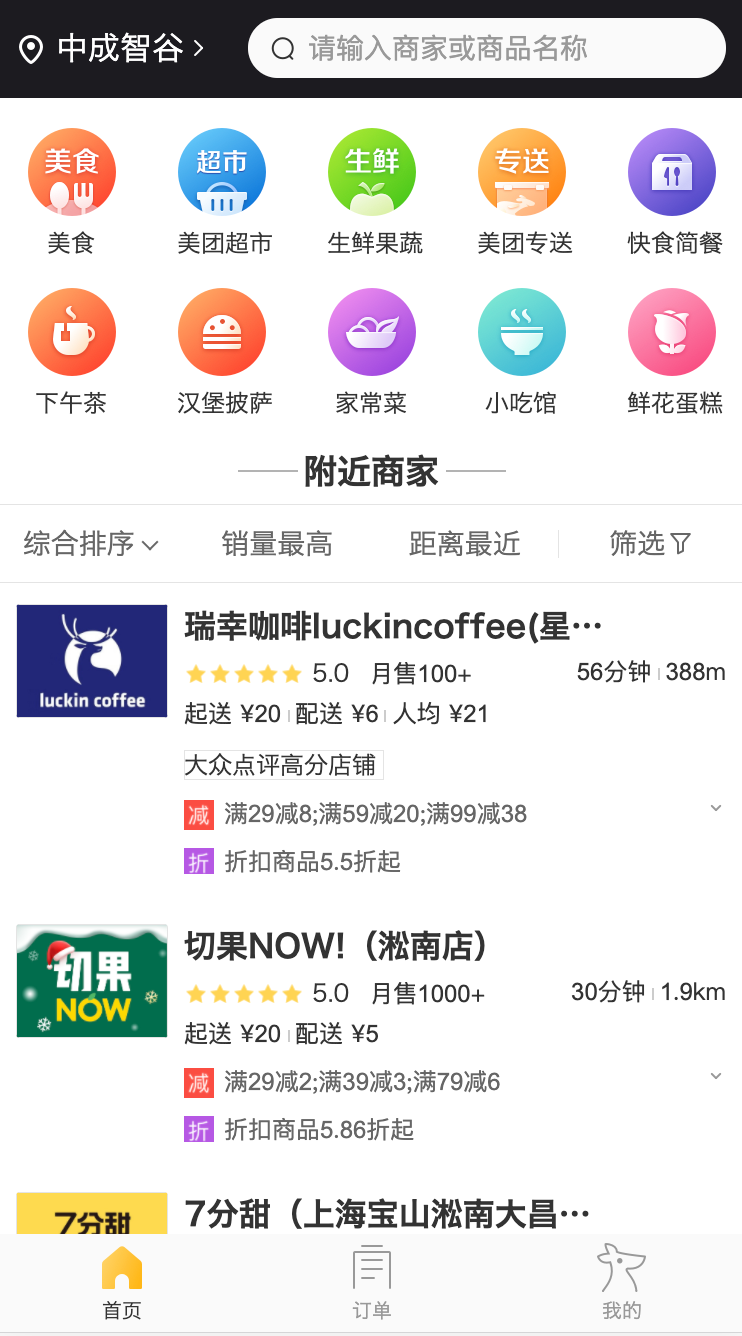 中成智谷
请输入商家或商品名称
美食 超市 生鲜 专送
美食 美团超市 生鲜果蔬 美团专送 快食简餐
下午茶 汉堡披萨 家常菜 小吃馆 鲜花蛋糕
附近商家
综合排序 销量最高 距离最近 筛选
luckin coffee
瑞幸咖啡luckincoffee(星…
5.0 月售100+ 56分钟 388m
起送 ¥20 配送 ¥6 人均 ¥21
大众点评高分店铺
减 满29减8;满59减20;满99减38
折 折扣商品5.5折起
切果
NOW
切果NOW!（淞南店）
5.0 月售1000+ 30分钟 1.9km
起送 ¥20 配送 ¥5
减 满29减2;满39减3;满79减6
折 折扣商品5.86折起
7分甜
7分甜（上海宝山淞南大昌…
首页 订单 我的